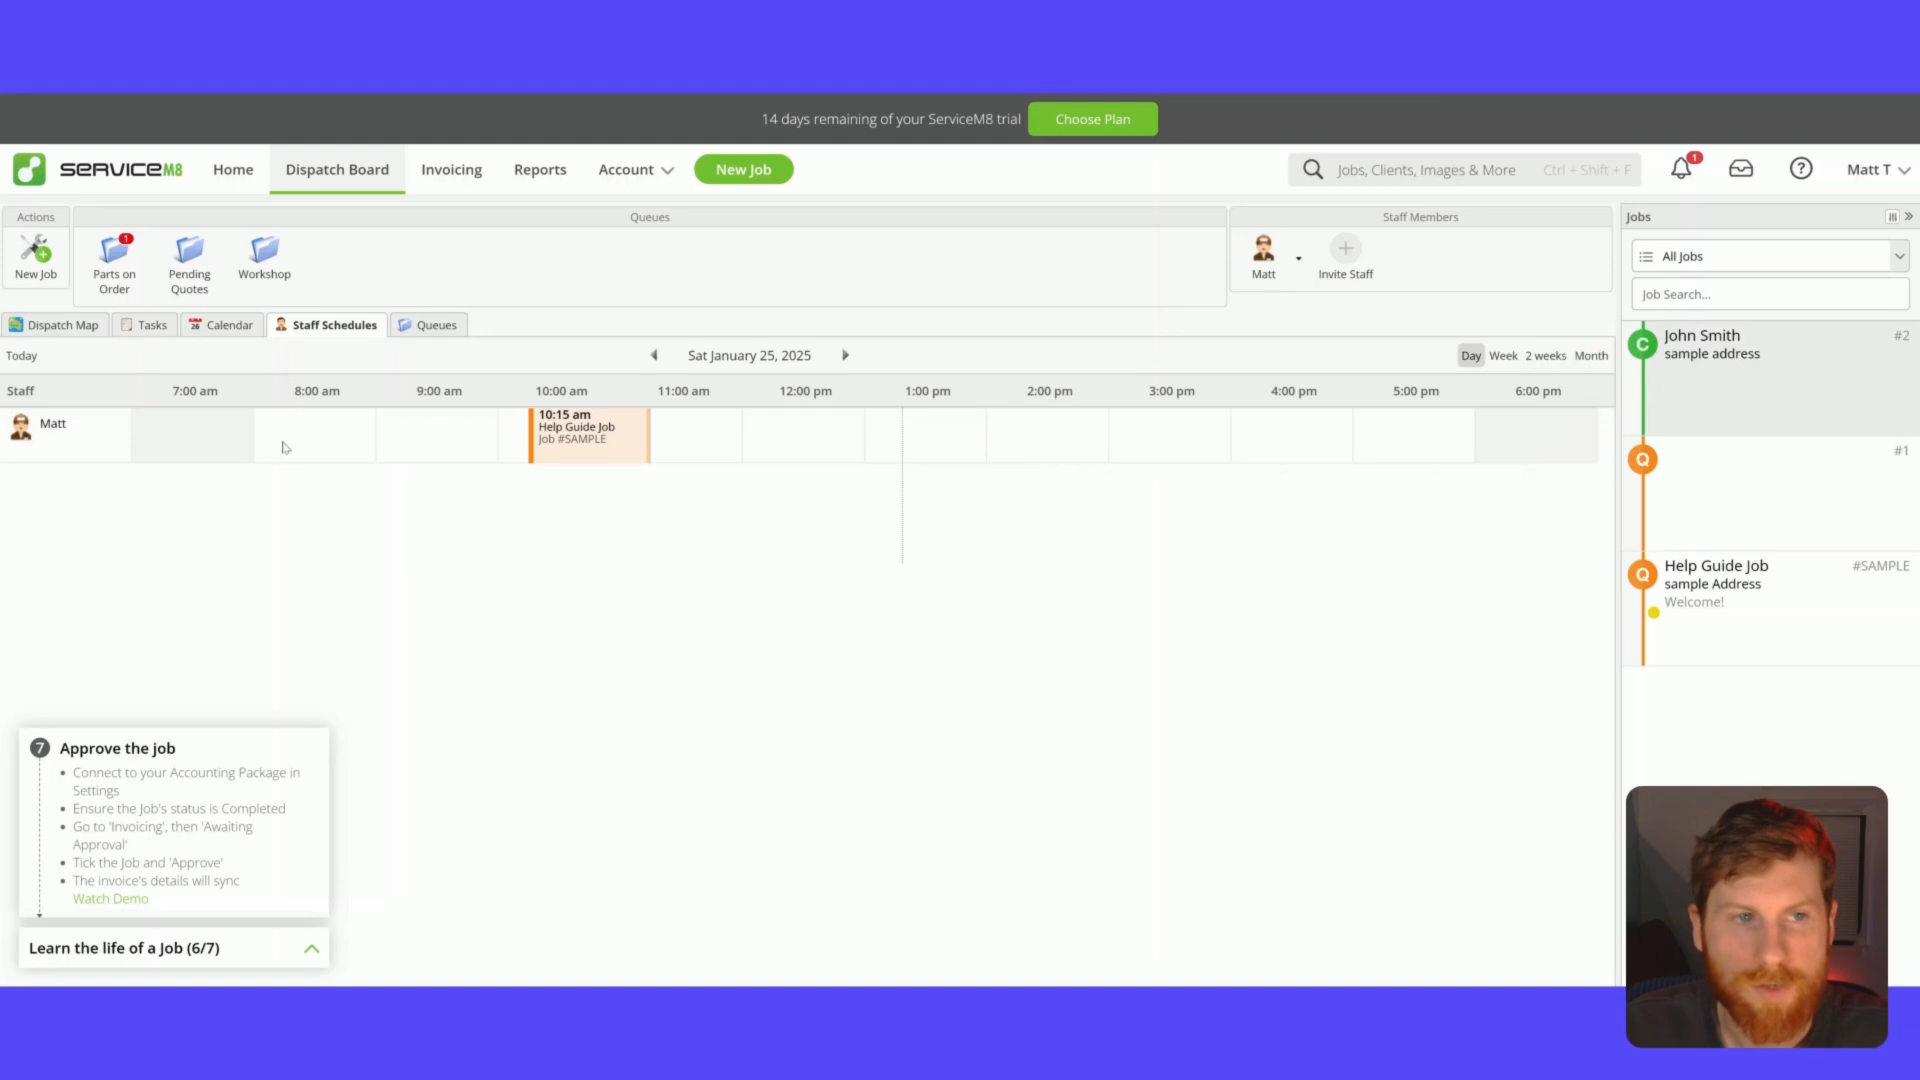 14 days remaining of your ServiceM8 trial
Choose Plan
SERVICEM8
Home
Dispatch Board
Invoicing
Reports
Account
New Job
Jobs, Clients, Images & More
Ctrl + Shift + F
1
Matt T
Actions
Queues
Staff Members
Jobs
New Job
1
Parts on
Order
Pending
Quotes
Workshop
Matt
Invite Staff
All Jobs
Job Search...
Dispatch Map
Tasks
26
Calendar
Staff Schedules
Queues
Today
Sat January 25, 2025
Day
Week
2 weeks
Month
Staff
7:00 am
8:00 am
9:00 am
10:00 am
11:00 am
12:00 pm
1:00 pm
2:00 pm
3:00 pm
4:00 pm
5:00 pm
6:00 pm
Matt
10:15 am
Help Guide Job
Job #SAMPLE
C
John Smith
#2
sample address
Q
#1
Q
Help Guide Job
#SAMPLE
sample Address
Welcome!
7
Approve the job
• Connect to your Accounting Package in
Settings
• Ensure the Job's status is Completed
• Go to 'Invoicing', then 'Awaiting
Approval'
• Tick the Job and 'Approve'
• The invoice's details will sync
Watch Demo
Learn the life of a Job (6/7)